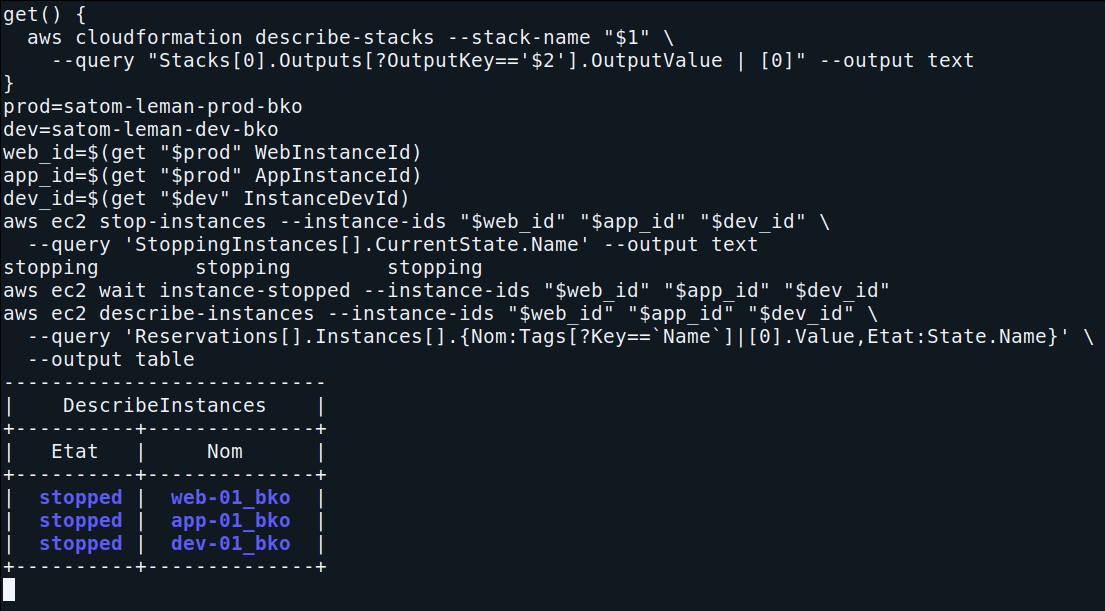 get() {
  aws cloudformation describe-stacks --stack-name "$1" \
    --query "Stacks[0].Outputs[?OutputKey=='$2'].OutputValue | [0]" --output text
}
prod=satom-leman-prod-bko
dev=satom-leman-dev-bko
web_id=$(get "$prod" WebInstanceId)
app_id=$(get "$prod" AppInstanceId)
dev_id=$(get "$dev" InstanceDevId)
aws ec2 stop-instances --instance-ids "$web_id" "$app_id" "$dev_id" \
  --query 'StoppingInstances[].CurrentState.Name' --output text
stopping        stopping        stopping
aws ec2 wait instance-stopped --instance-ids "$web_id" "$app_id" "$dev_id"
aws ec2 describe-instances --instance-ids "$web_id" "$app_id" "$dev_id" \
  --query 'Reservations[].Instances[].{Nom:Tags[?Key==`Name`]|[0].Value,Etat:State.Name}' \
  --output table
---------------------------
|    DescribeInstances    |
+----------+--------------+
|   Etat   |     Nom      |
+----------+--------------+
|  stopped |  web-01_bko  |
|  stopped |  app-01_bko  |
|  stopped |  dev-01_bko  |
+----------+--------------+